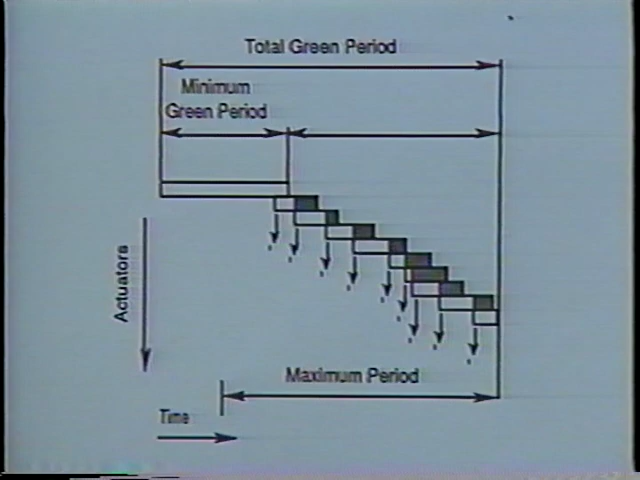 Total Green Period
Minimum
Green Period
Actuators
Maximum Period
Time